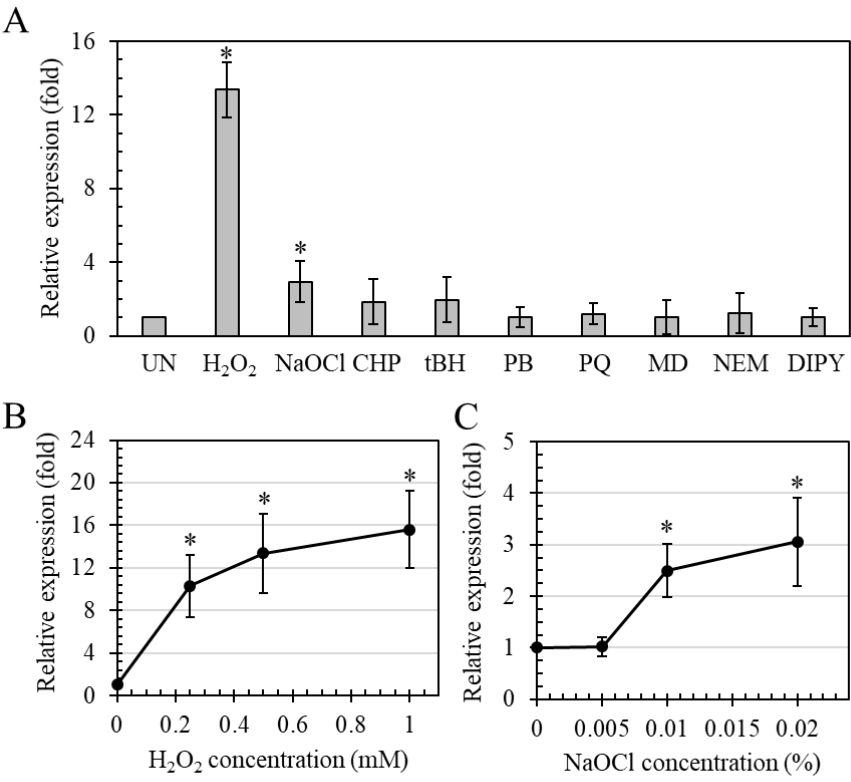 A
Relative expression (fold)
16
12
8
4
0
*
*
UN H₂O₂ NaOCl CHP tBH PB PQ MD NEM DIPY
B
Relative expression (fold)
24
20
16
12
8
4
0
*
*
*
0 0.2 0.4 0.6 0.8 1
H₂O₂ concentration (mM)
C
Relative expression (fold)
5
4
3
2
1
0
*
*
0 0.005 0.01 0.015 0.02
NaOCl concentration (%)